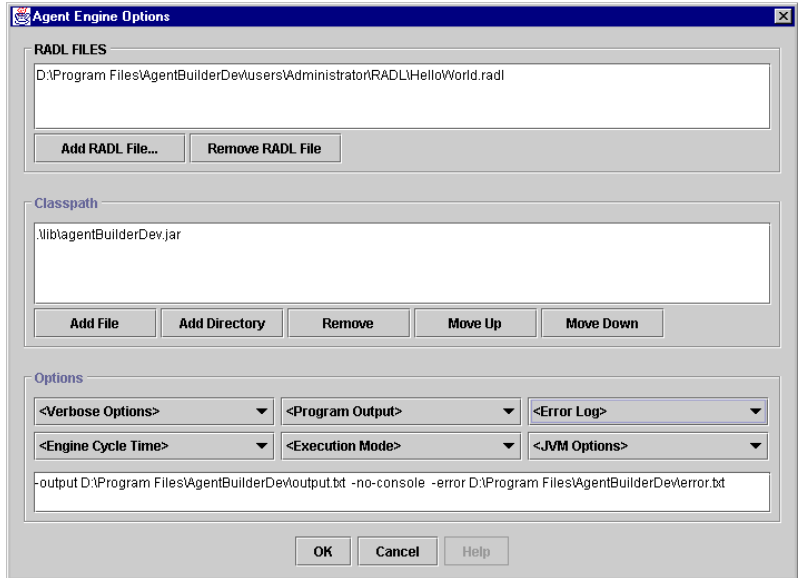 Agent Engine Options
RADL FILES
D:\Program Files\AgentBuilderDev\users\Administrator\RADL\HelloWorld.radl
Add RADL File... Remove RADL File
Classpath
.\lib\agentBuilderDev.jar
Add File Add Directory Remove Move Up Move Down
Options
<Verbose Options> <Program Output> <Error Log>
<Engine Cycle Time> <Execution Mode> <JVM Options>
-output D:\Program Files\AgentBuilderDev\output.txt -no-console -error D:\Program Files\AgentBuilderDev\error.txt
OK Cancel Help